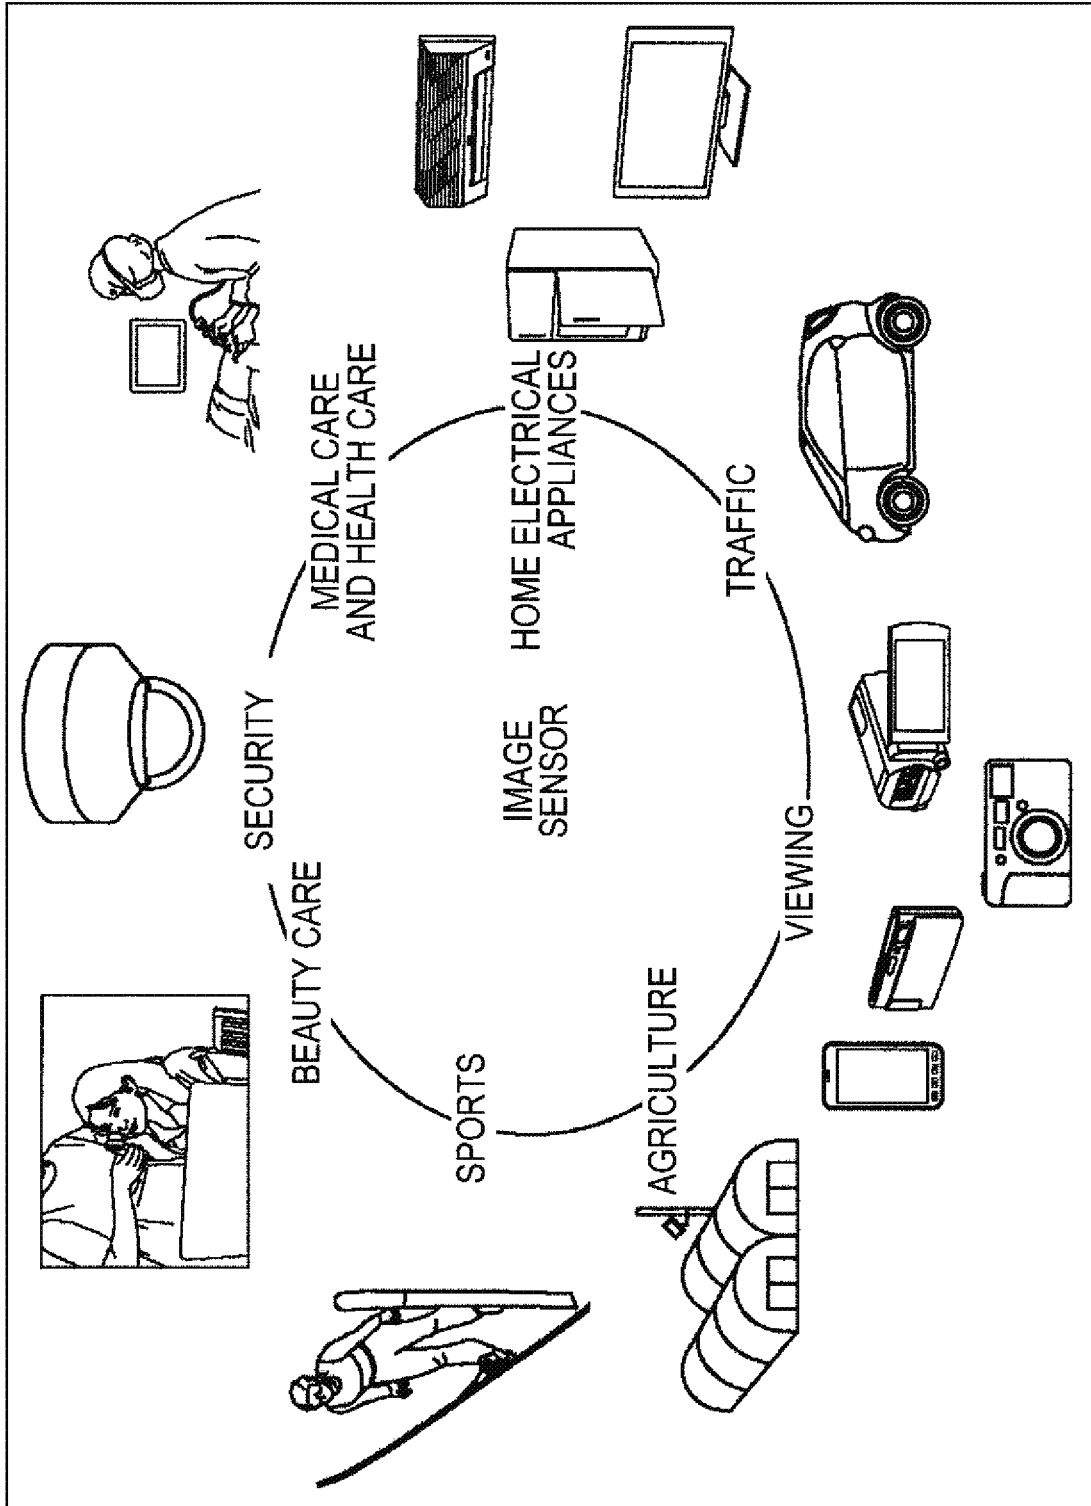 SECURITY
MEDICAL CARE
AND HEALTH CARE
BEAUTY CARE
SPORTS
IMAGE
SENSOR
HOME ELECTRICAL
APPLIANCES
AGRICULTURE
TRAFFIC
VIEWING